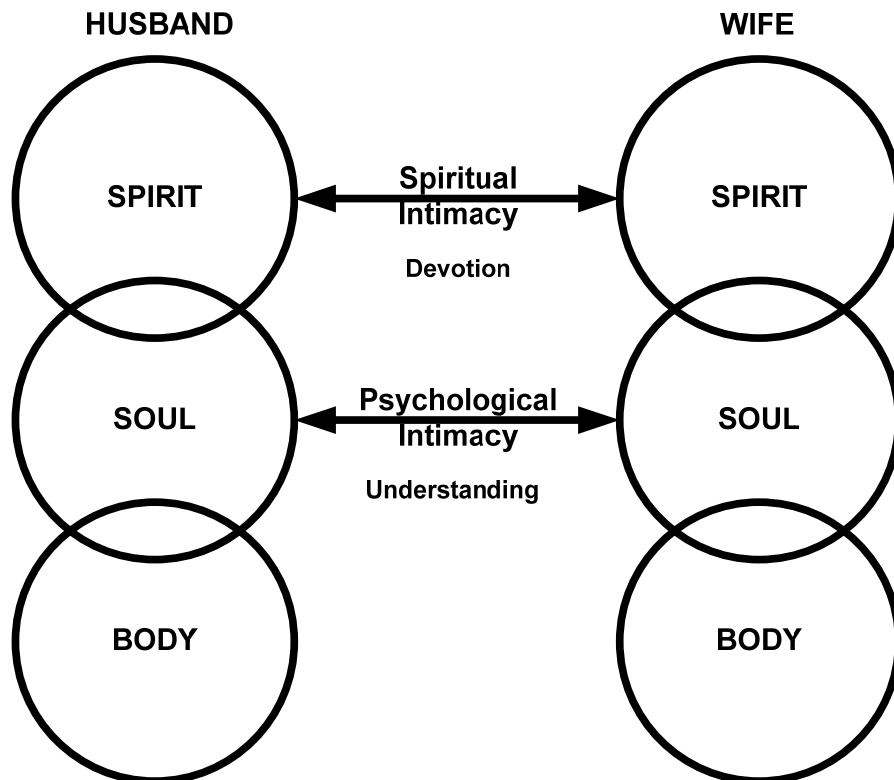 HUSBAND WIFE
SPIRIT Spiritual SPIRIT
Intimacy
Devotion
SOUL Psychological SOUL
Intimacy
Understanding
BODY BODY